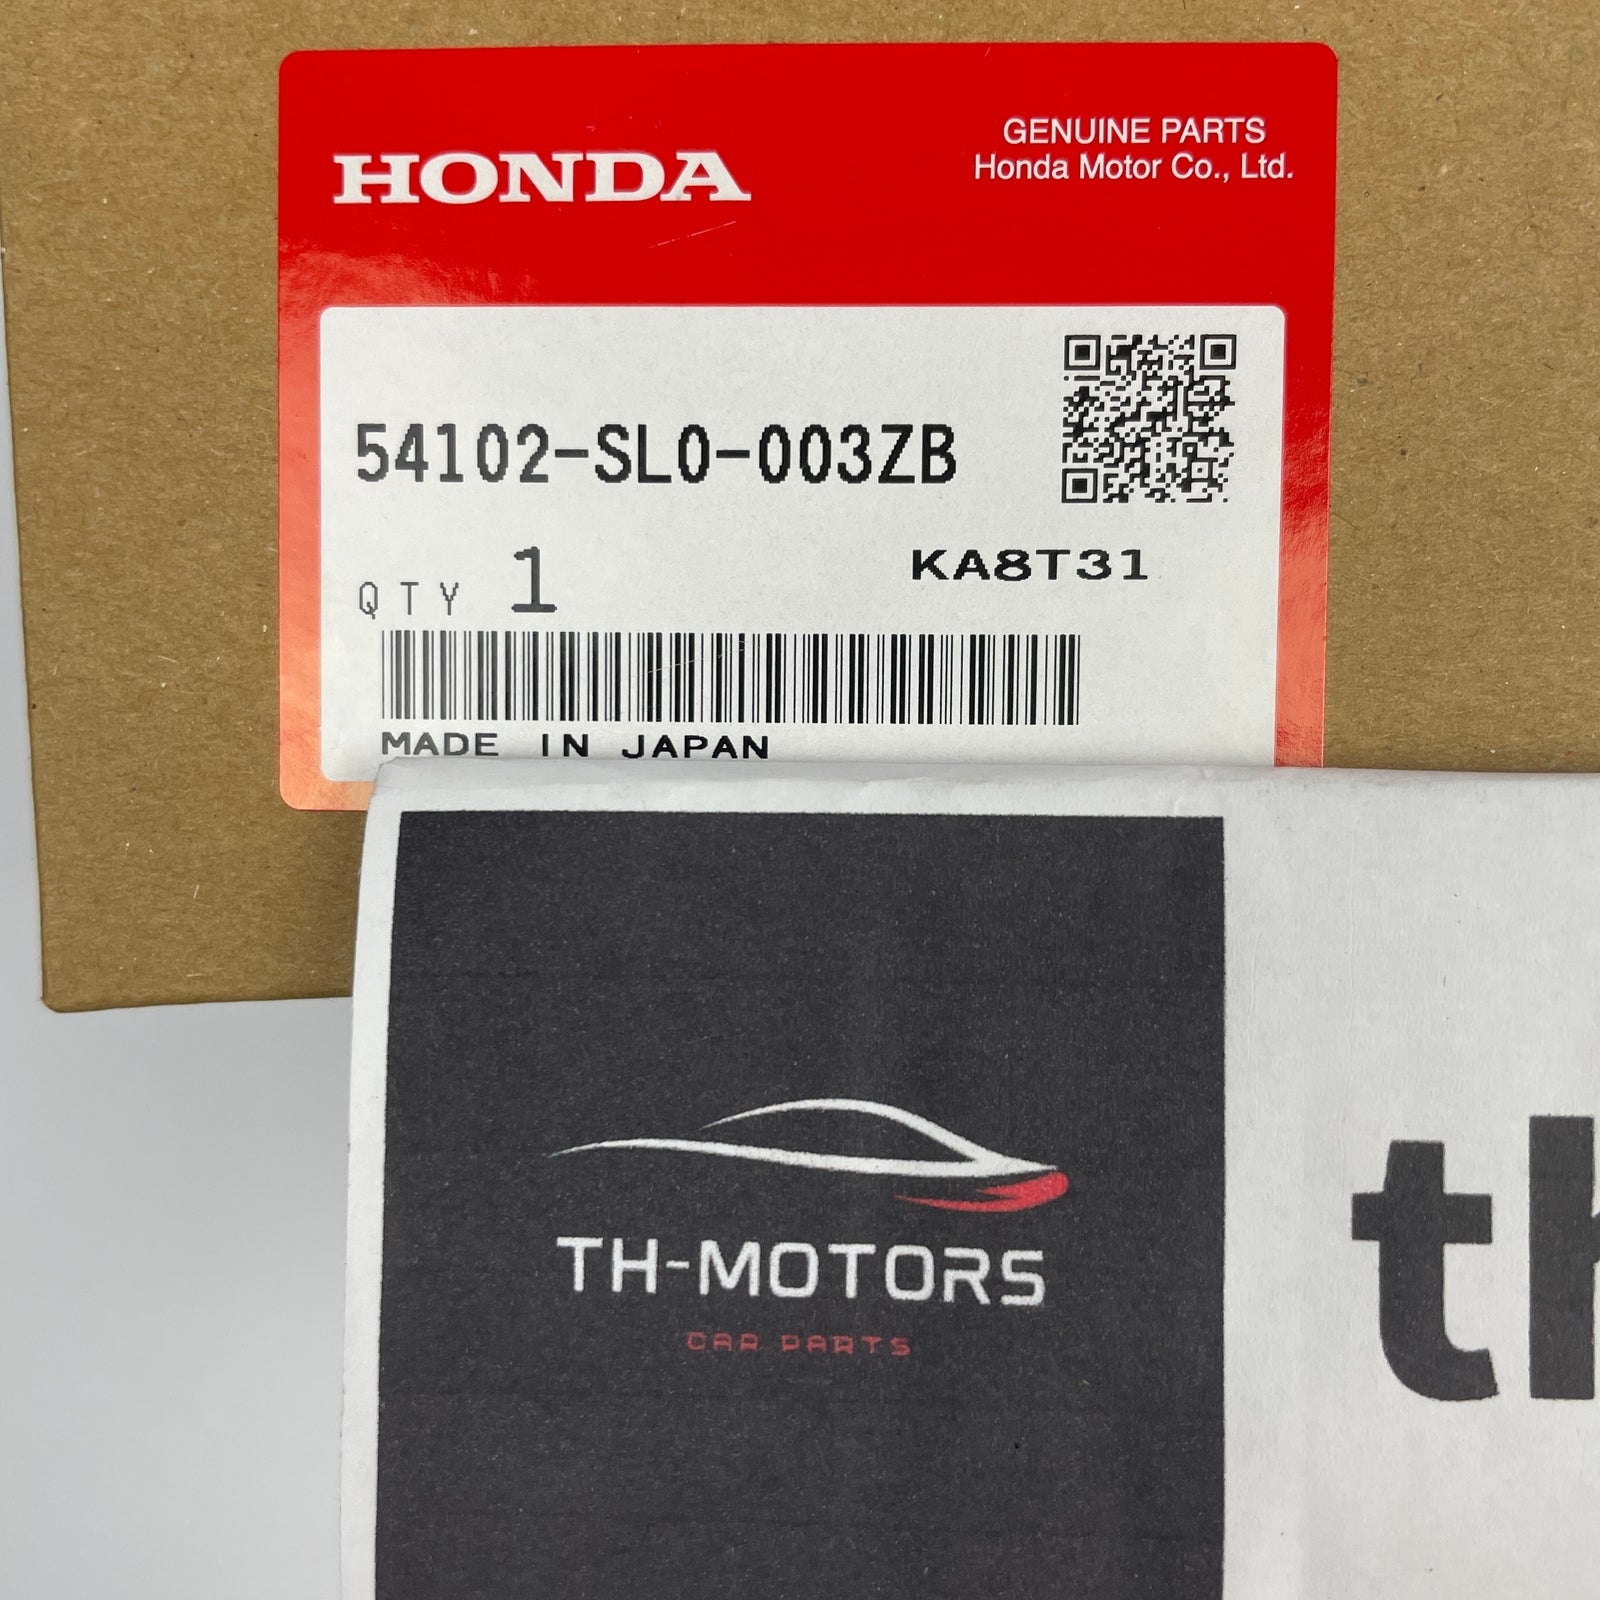 HONDA
GENUINE PARTS
Honda Motor Co., Ltd.
54102-SL0-003ZB
KA8T31
QTY 1
MADE IN JAPAN
TH-MOTORS
CAR PARTS
th